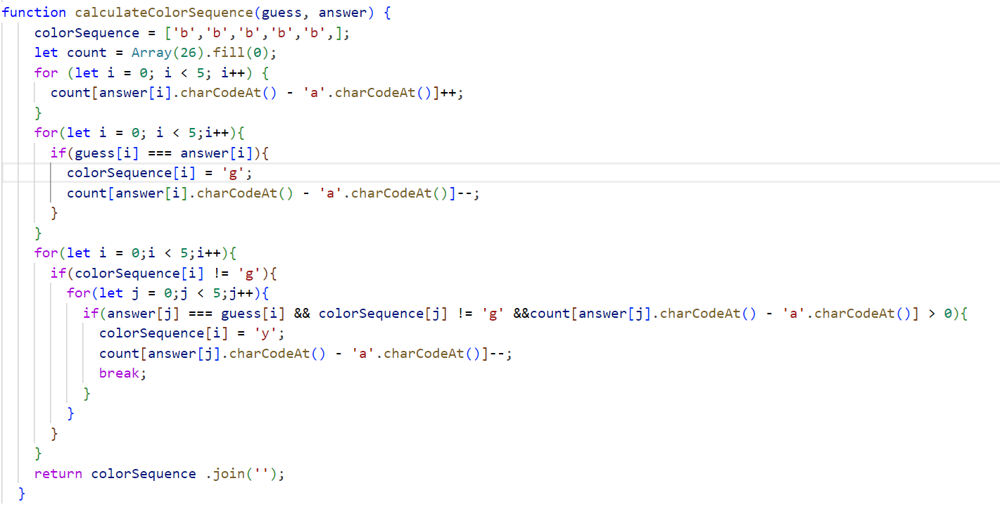 function calculateColorSequence(guess, answer) {
    colorSequence = ['b','b','b','b','b',];
    let count = Array(26).fill(0);
    for (let i = 0; i < 5; i++) {
      count[answer[i].charCodeAt() - 'a'.charCodeAt()]++;
    }
    for(let i = 0; i < 5;i++){
      if(guess[i] === answer[i]){
        colorSequence[i] = 'g';
        count[answer[i].charCodeAt() - 'a'.charCodeAt()]--;
      }
    }
    for(let i = 0;i < 5;i++){
      if(colorSequence[i] != 'g'){
        for(let j = 0;j < 5;j++){
          if(answer[j] === guess[i] && colorSequence[j] != 'g' &&count[answer[j].charCodeAt() - 'a'.charCodeAt()] > 0){
            colorSequence[i] = 'y';
            count[answer[j].charCodeAt() - 'a'.charCodeAt()]--;
            break;
          }
        }
      }
    }
    return colorSequence .join('');
  }